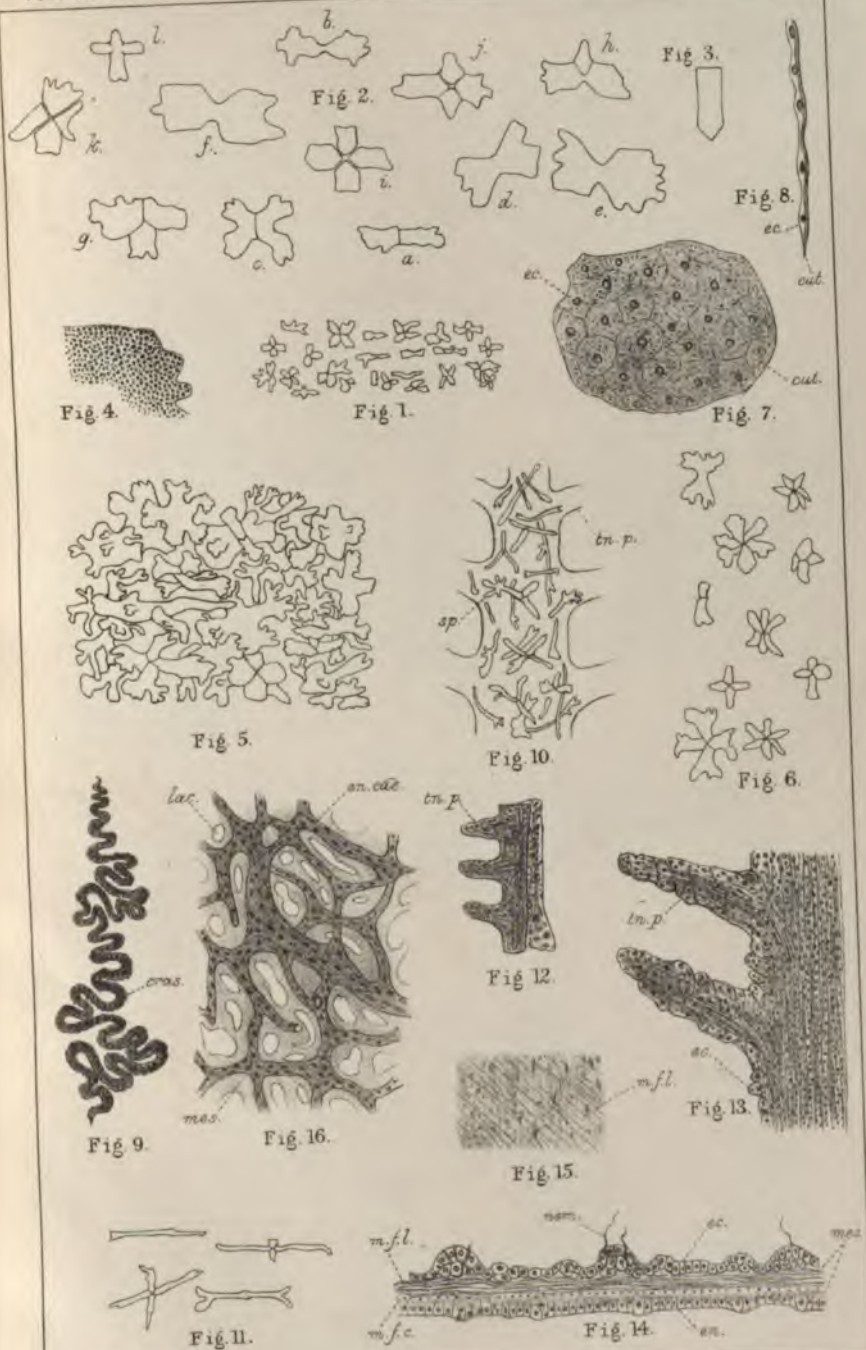 l.
b.
j.
h.
Fig 3.
Fig. 2.
k.
f.
i.
d.
e.
Fig. 8.
g.
c.
a.
ec.
cut.
ec.
cut.
Fig. 4.
Fig. 1.
Fig. 7.
tn. p.
sp.
Fig. 5.
Fig. 10.
Fig. 6.
lac.
en. cae.
tn. p.
tn. p.
cras.
Fig 12.
mes.
m.f.l.
ec.
Fig. 13.
Fig. 9.
Fig. 16.
Fig. 15.
nem.
ec.
mes.
m.f.l.
m.f.c.
en.
Fig. 11.
Fig. 14.